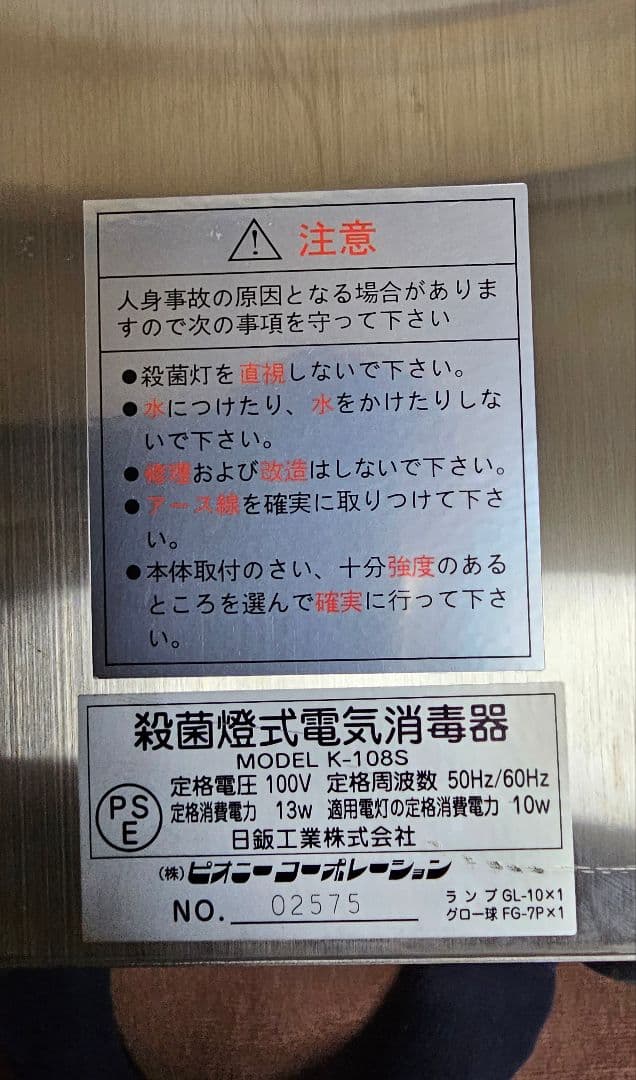 注意
人身事故の原因となる場合がありま
すので次の事項を守って下さい
●殺菌灯を直視しないで下さい。
●水につけたり、水をかけたりしな
いで下さい。
●修理および改造はしないで下さい。
●アース線を確実に取りつけて下さ
い。
●本体取付のさい、十分強度のある
ところを選んで確実に行って下さ
い。
殺菌燈式電気消毒器
MODEL K-108S
定格電圧 100V 定格周波数 50Hz/60Hz
PS
E
定格消費電力 13w 適用電灯の定格消費電力 10w
日鈑工業株式会社
(株)ピオニーコーポレーション
NO. 02575
ランプ GL-10×1
グロー球 FG-7P×1